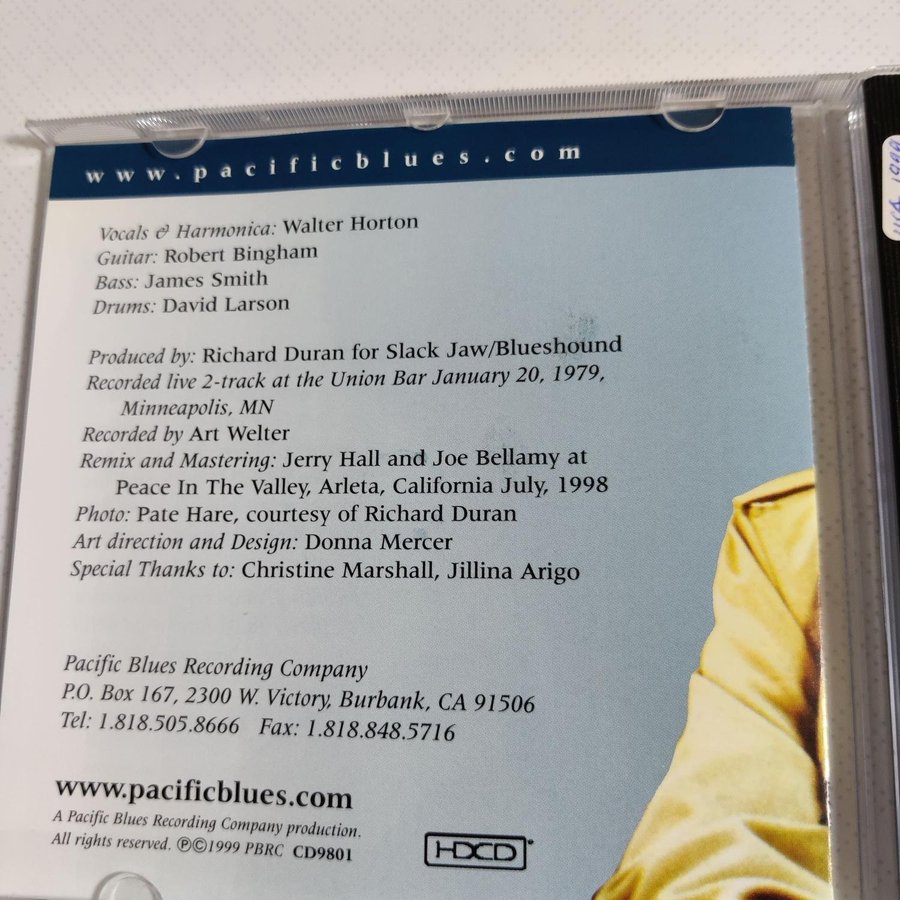 www.pacificblues.com
Vocals & Harmonica: Walter Horton
Guitar: Robert Bingham
Bass: James Smith
Drums: David Larson
Produced by: Richard Duran for Slack Jaw/Blueshound
Recorded live 2-track at the Union Bar January 20, 1979,
Minneapolis, MN
Recorded by Art Welter
Remix and Mastering: Jerry Hall and Joe Bellamy at
Peace In The Valley, Arleta, California July, 1998
Photo: Pate Hare, courtesy of Richard Duran
Art direction and Design: Donna Mercer
Special Thanks to: Christine Marshall, Jillina Arigo
Pacific Blues Recording Company
P.O. Box 167, 2300 W. Victory, Burbank, CA 91506
Tel: 1.818.505.8666 Fax: 1.818.848.5716
www.pacificblues.com
A Pacific Blues Recording Company production.
All rights reserved. ℗©1999 PBRC CD9801
HDCD